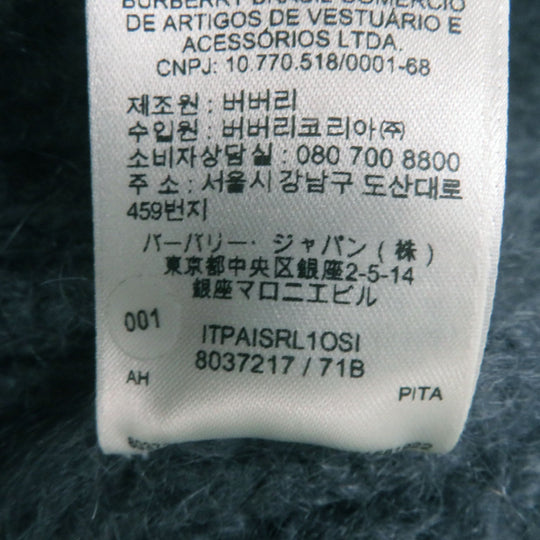 BURBERRY BRASIL COMERCIO
DE ARTIGOS DE VESTUÁRIO E
ACESSÓRIOS LTDA.
CNPJ: 10.770.518/0001-68
제조원 : 버버리
수입원 : 버버리코리아㈜
소비자상담실 : 080 700 8800
주 소 : 서울시 강남구 도산대로
459번지
バーバリー・ジャパン(株)
東京都中央区銀座2-5-14
銀座マロニエビル
001
ITPAISRL1OSI
8037217 / 71B
AH
PITA